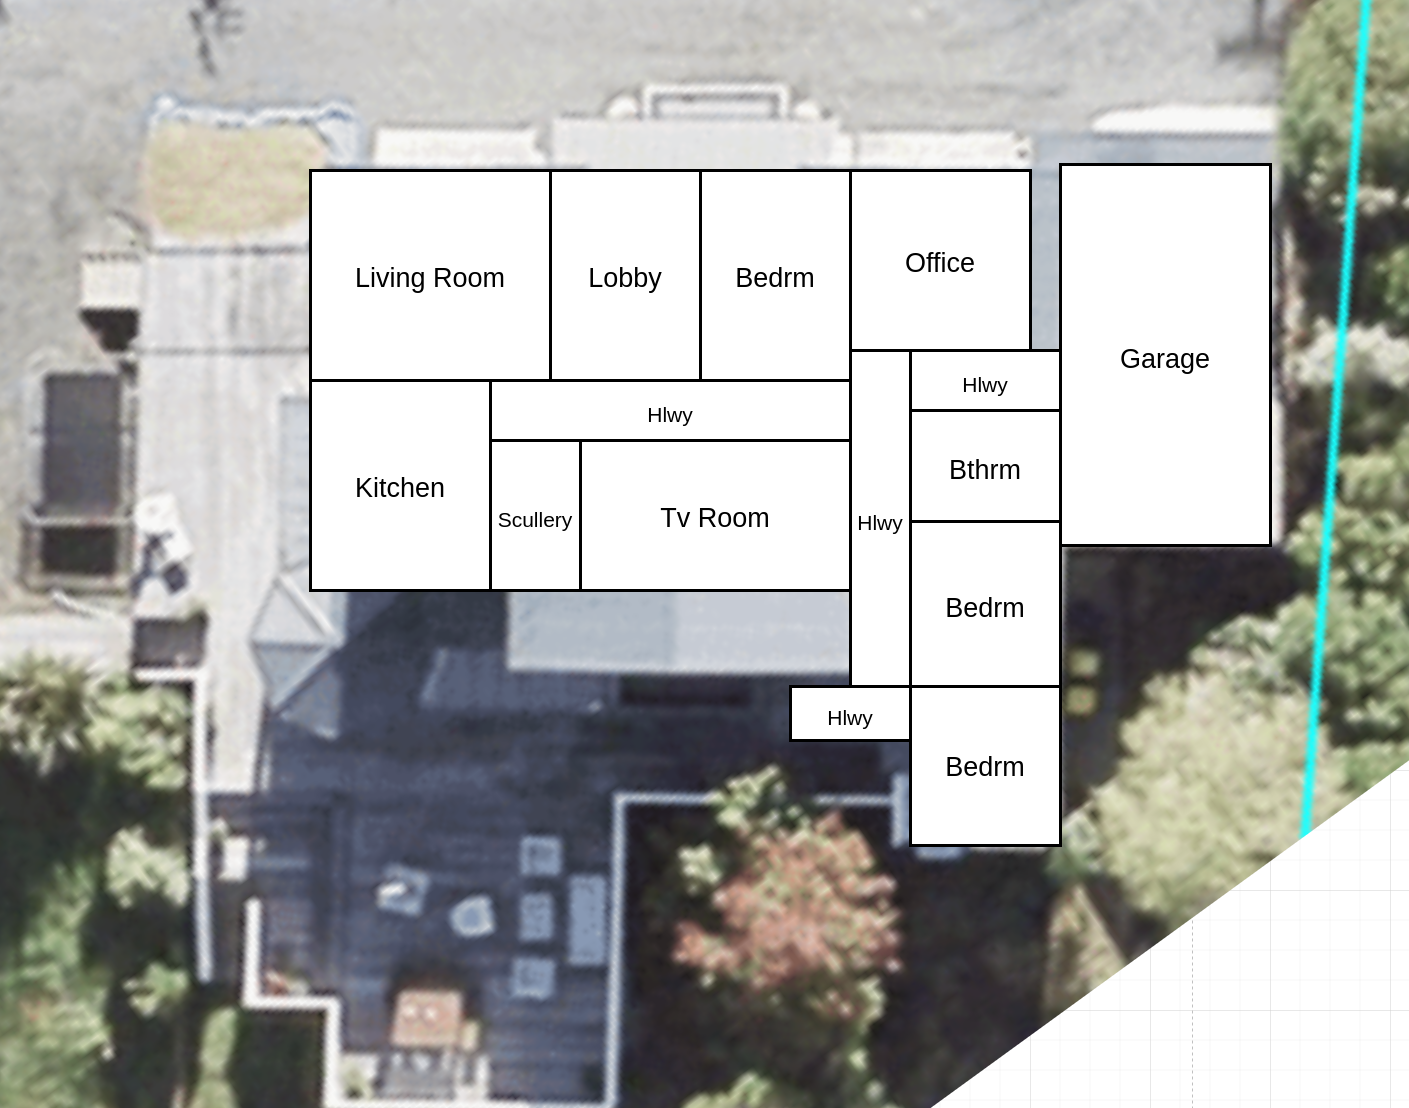 Living Room
Lobby
Bedrm
Office
Garage
Hlwy
Hlwy
Kitchen
Bthrm
Scullery
Tv Room
Hlwy
Bedrm
Hlwy
Bedrm